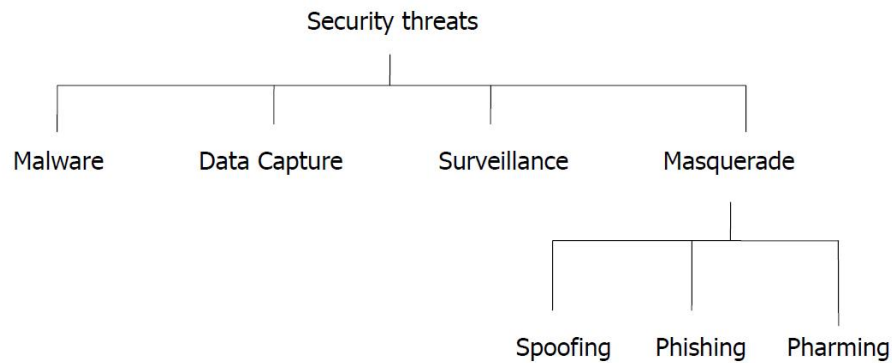 Security threats
Malware Data Capture Surveillance Masquerade
Spoofing Phishing Pharming